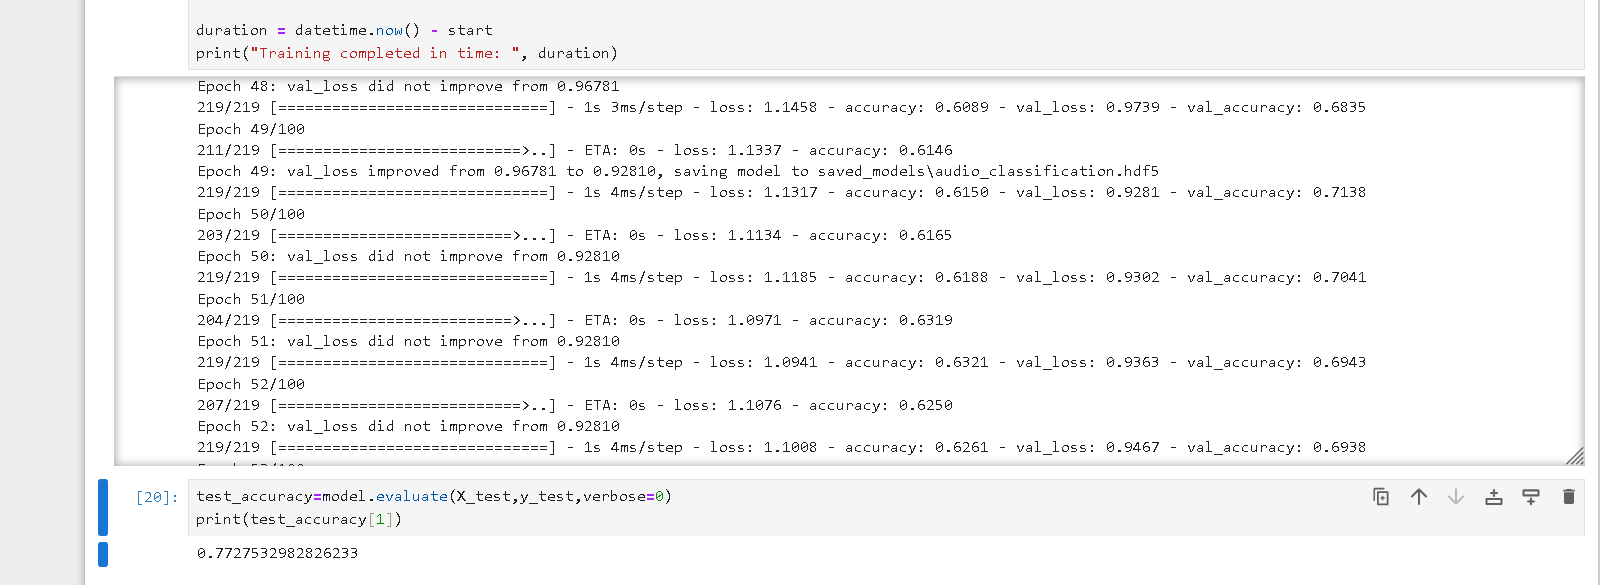 duration = datetime.now() - start
print("Training completed in time: ", duration)
Epoch 48: val_loss did not improve from 0.96781
219/219 [==============================] - 1s 3ms/step - loss: 1.1458 - accuracy: 0.6089 - val_loss: 0.9739 - val_accuracy: 0.6835
Epoch 49/100
211/219 [===========================>..] - ETA: 0s - loss: 1.1337 - accuracy: 0.6146
Epoch 49: val_loss improved from 0.96781 to 0.92810, saving model to saved_models\audio_classification.hdf5
219/219 [==============================] - 1s 4ms/step - loss: 1.1317 - accuracy: 0.6150 - val_loss: 0.9281 - val_accuracy: 0.7138
Epoch 50/100
203/219 [==========================>...] - ETA: 0s - loss: 1.1134 - accuracy: 0.6165
Epoch 50: val_loss did not improve from 0.92810
219/219 [==============================] - 1s 4ms/step - loss: 1.1185 - accuracy: 0.6188 - val_loss: 0.9302 - val_accuracy: 0.7041
Epoch 51/100
204/219 [==========================>...] - ETA: 0s - loss: 1.0971 - accuracy: 0.6319
Epoch 51: val_loss did not improve from 0.92810
219/219 [==============================] - 1s 4ms/step - loss: 1.0941 - accuracy: 0.6321 - val_loss: 0.9363 - val_accuracy: 0.6943
Epoch 52/100
207/219 [===========================>..] - ETA: 0s - loss: 1.1076 - accuracy: 0.6250
Epoch 52: val_loss did not improve from 0.92810
219/219 [==============================] - 1s 4ms/step - loss: 1.1008 - accuracy: 0.6261 - val_loss: 0.9467 - val_accuracy: 0.6938
[20]: test_accuracy=model.evaluate(X_test,y_test,verbose=0)
print(test_accuracy[1])
0.7727532982826233